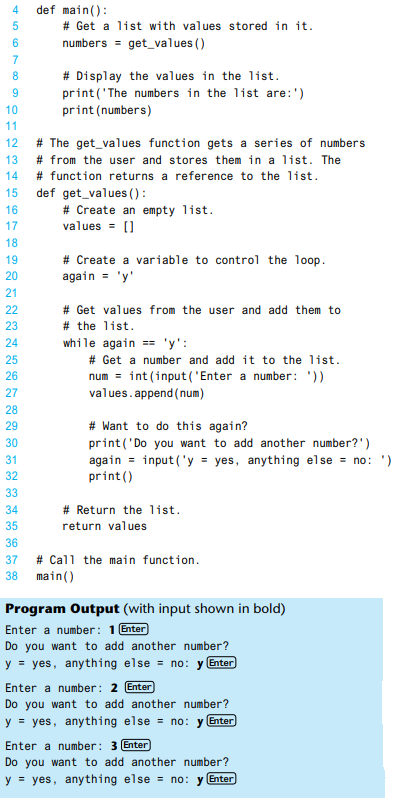 4 def main():
5 # Get a list with values stored in it.
6 numbers = get_values()
7
8 # Display the values in the list.
9 print('The numbers in the list are:')
10 print(numbers)
11
12 # The get_values function gets a series of numbers
13 # from the user and stores them in a list. The
14 # function returns a reference to the list.
15 def get_values():
16 # Create an empty list.
17 values = []
18
19 # Create a variable to control the loop.
20 again = 'y'
21
22 # Get values from the user and add them to
23 # the list.
24 while again == 'y':
25 # Get a number and add it to the list.
26 num = int(input('Enter a number: '))
27 values.append(num)
28
29 # Want to do this again?
30 print('Do you want to add another number?')
31 again = input('y = yes, anything else = no: ')
32 print()
33
34 # Return the list.
35 return values
36
37 # Call the main function.
38 main()
Program Output (with input shown in bold)
Enter a number: 1 Enter
Do you want to add another number?
y = yes, anything else = no: y Enter
Enter a number: 2 Enter
Do you want to add another number?
y = yes, anything else = no: y Enter
Enter a number: 3 Enter
Do you want to add another number?
y = yes, anything else = no: y Enter